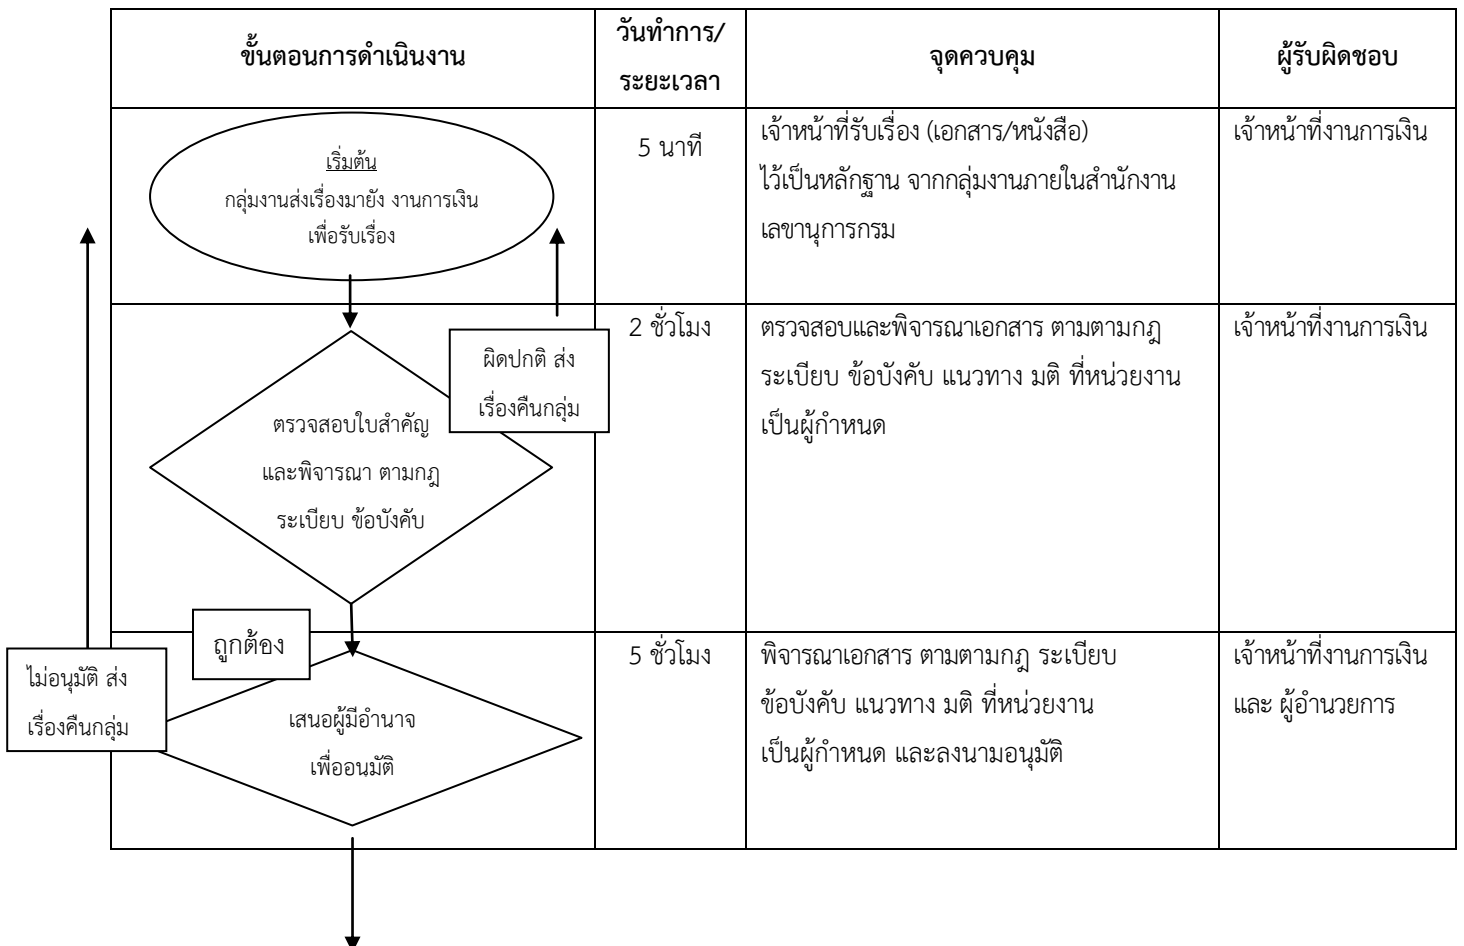 ขั้นตอนการดำเนินงาน
วันทำการ/
ระยะเวลา
จุดควบคุม
ผู้รับผิดชอบ
เริ่มต้น
กลุ่มงานส่งเรื่องมายัง งานการเงิน
เพื่อรับเรื่อง
5 นาที
เจ้าหน้าที่รับเรื่อง (เอกสาร/หนังสือ)
ไว้เป็นหลักฐาน จากกลุ่มงานภายในสำนักงาน
เลขานุการกรม
เจ้าหน้าที่งานการเงิน
ผิดปกติ ส่ง
เรื่องคืนกลุ่ม
ตรวจสอบใบสำคัญ
และพิจารณา ตามกฎ
ระเบียบ ข้อบังคับ
2 ชั่วโมง
ตรวจสอบและพิจารณาเอกสาร ตามตามกฎ
ระเบียบ ข้อบังคับ แนวทาง มติ ที่หน่วยงาน
เป็นผู้กำหนด
เจ้าหน้าที่งานการเงิน
ถูกต้อง
ไม่อนุมัติ ส่ง
เรื่องคืนกลุ่ม
เสนอผู้มีอำนาจ
เพื่ออนมัติ
5 ชั่วโมง
พิจารณาเอกสาร ตามตามกฎ ระเบียบ
ข้อบังคับ แนวทาง มติ ที่หน่วยงาน
เป็นผู้กำหนด และลงนามอนุมัติ
เจ้าหน้าที่งานการเงิน
และ ผู้อำนวยการ